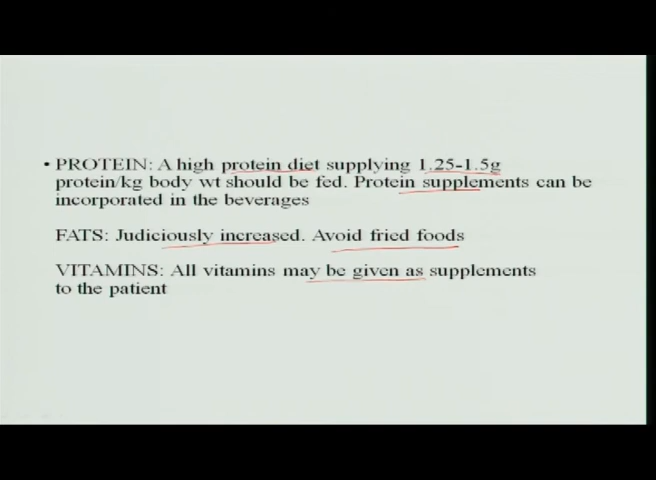 • PROTEIN: A high protein diet supplying 1.25-1.5g
protein/kg body wt should be fed. Protein supplements can be
incorporated in the beverages
FATS: Judiciously increased. Avoid fried foods
VITAMINS: All vitamins may be given as supplements
to the patient